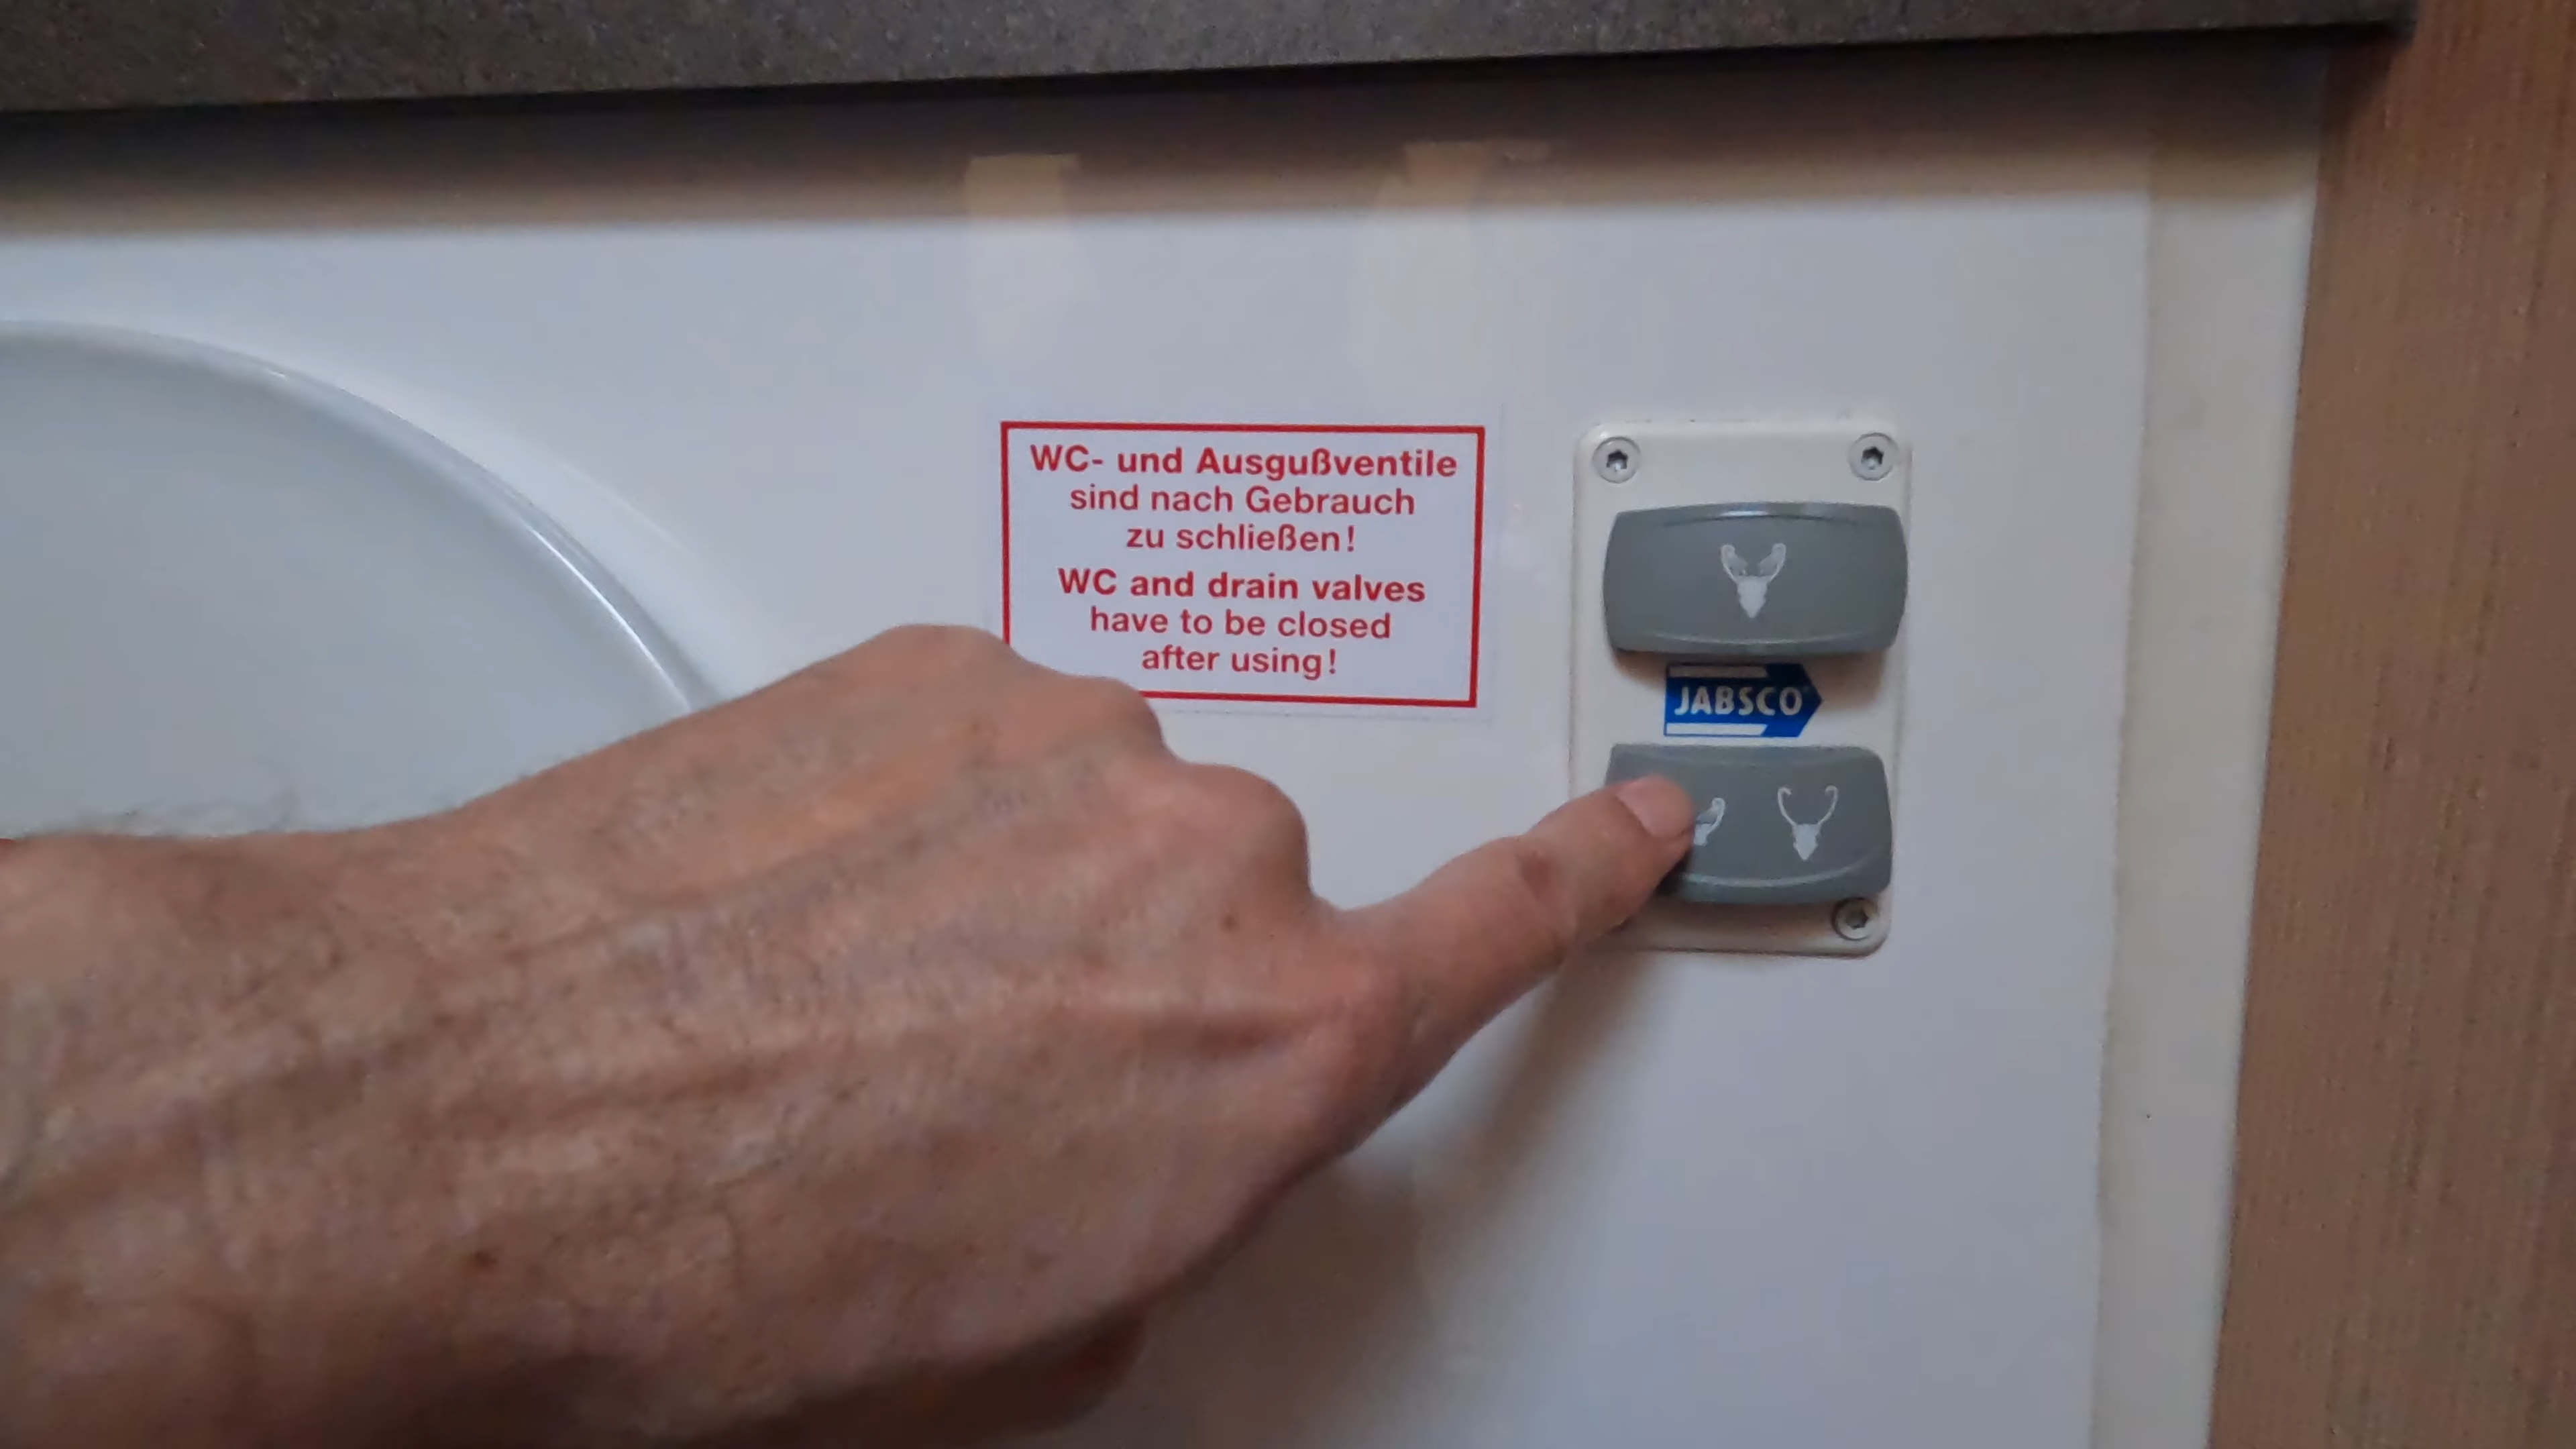 WC- und Ausgußventile
sind nach Gebrauch
zu schließen!
WC and drain valves
have to be closed
after using!
JABSCO